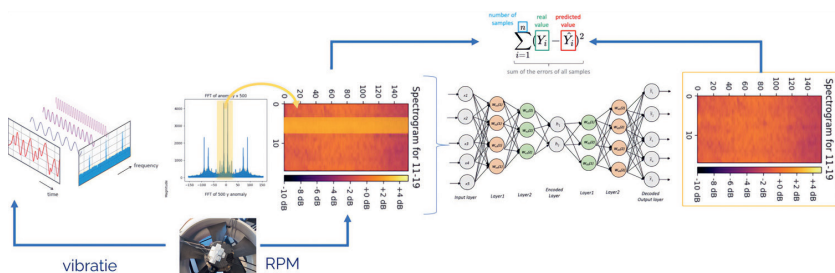 number of samples
real value
predicted value
n
∑ (Yᵢ − Ŷᵢ)²
i=1
sum of the errors of all samples
frequency
time
vibratie
RPM
FFT of anomaly x 500
Magnitude
FFT of 500 y anomaly
Spectrogram for 11-19
20 40 60 80 100 120 140
0
10
-10 dB -8 dB -6 dB -4 dB -2 dB +0 dB +2 dB +4 dB
Input layer
Layer1
Layer2
Encoded Layer
Layer1
Layer2
Decoded Output layer
Spectrogram for 11-19
20 40 60 80 100 120 140
0
10
-10 dB -8 dB -6 dB -4 dB -2 dB +0 dB +2 dB +4 dB